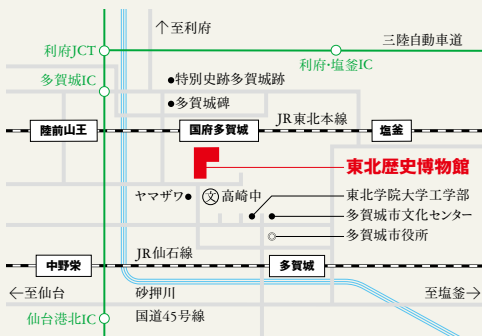 ↑至利府
三陸自動車道
利府JCT
利府・塩釜IC
多賀城IC
●特別史跡多賀城跡
●多賀城碑
JR東北本線
陸前山王
国府多賀城
塩釜
東北歴史博物館
ヤマザワ●
文 高崎中
東北学院大学工学部
多賀城市文化センター
多賀城市役所
JR仙石線
中野栄
多賀城
←至仙台
砂押川
至塩釜→
仙台港北IC
国道45号線